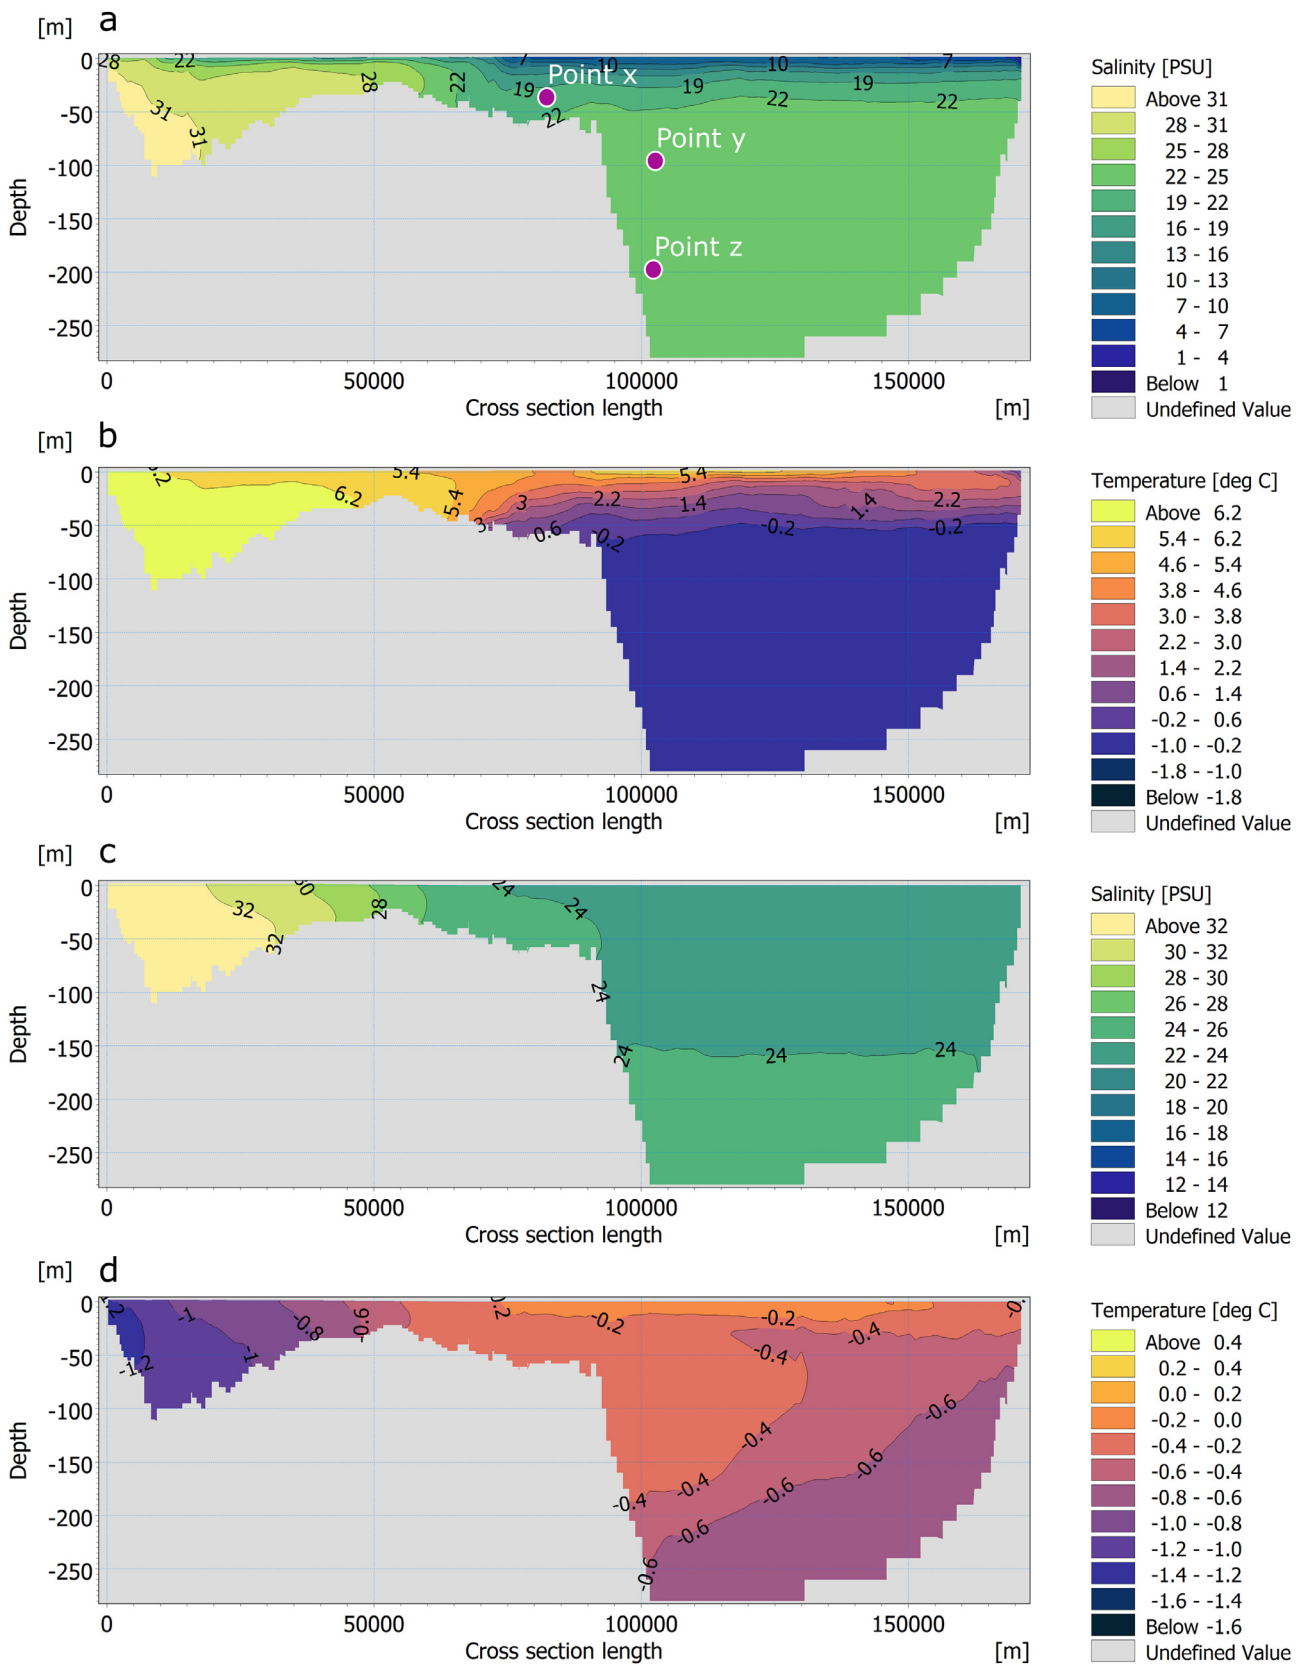 [m] a
0
-50
-100
-150
-200
-250
Depth
28 22 7 10 10 7
Point x
31 31 28 22 19 22 19 22 19 22
Point y
Point z
0 50000 100000 150000
Cross section length [m]
Salinity [PSU]
Above 31
28 - 31
25 - 28
22 - 25
19 - 22
16 - 19
13 - 16
10 - 13
7 - 10
4 - 7
1 - 4
Below 1
Undefined Value
[m] b
0
-50
-100
-150
-200
-250
Depth
5.4 5.4
6.2 5.4 3 2.2 1.4 1.4 2.2
3 0.6 -0.2 -0.2 -0.2
0 50000 100000 150000
Cross section length [m]
Temperature [deg C]
Above 6.2
5.4 - 6.2
4.6 - 5.4
3.8 - 4.6
3.0 - 3.8
2.2 - 3.0
1.4 - 2.2
0.6 - 1.4
-0.2 - 0.6
-1.0 - -0.2
-1.8 - -1.0
Below -1.8
Undefined Value
[m] c
0
-50
-100
-150
-200
-250
Depth
24
32 28 24
32
24
24 24 24
0 50000 100000 150000
Cross section length [m]
Salinity [PSU]
Above 32
30 - 32
28 - 30
26 - 28
24 - 26
22 - 24
20 - 22
18 - 20
16 - 18
14 - 16
12 - 14
Below 12
Undefined Value
[m] d
0
-50
-100
-150
-200
-250
Depth
-1 -0.8 -0.6 -0.2 -0.2 -0.4
-1.2 -1 -0.4
-0.6
-0.4
-0.6
-0.4 -0.4 -0.6
-0.6
-0.6
0 50000 100000 150000
Cross section length [m]
Temperature [deg C]
Above 0.4
0.2 - 0.4
0.0 - 0.2
-0.2 - 0.0
-0.4 - -0.2
-0.6 - -0.4
-0.8 - -0.6
-1.0 - -0.8
-1.2 - -1.0
-1.4 - -1.2
-1.6 - -1.4
Below -1.6
Undefined Value